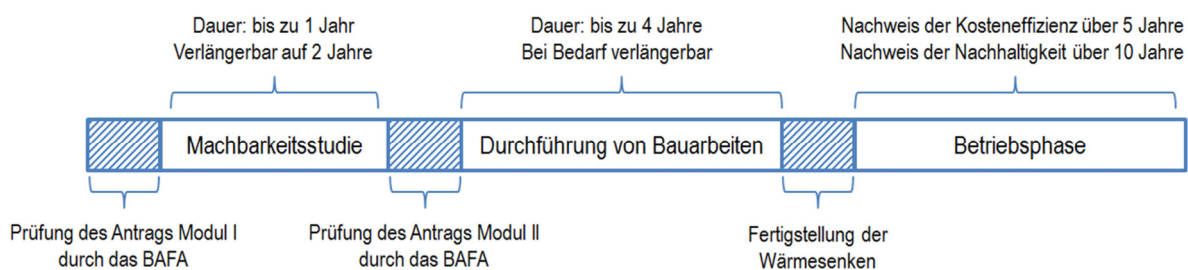 Dauer: bis zu 1 Jahr
Verlängerbar auf 2 Jahre
Dauer: bis zu 4 Jahre
Bei Bedarf verlängerbar
Nachweis der Kosteneffizienz über 5 Jahre
Nachweis der Nachhaltigkeit über 10 Jahre
Machbarkeitsstudie
Durchführung von Bauarbeiten
Betriebsphase
Prüfung des Antrags Modul I
durch das BAFA
Prüfung des Antrags Modul II
durch das BAFA
Fertigstellung der
Wärmesenken